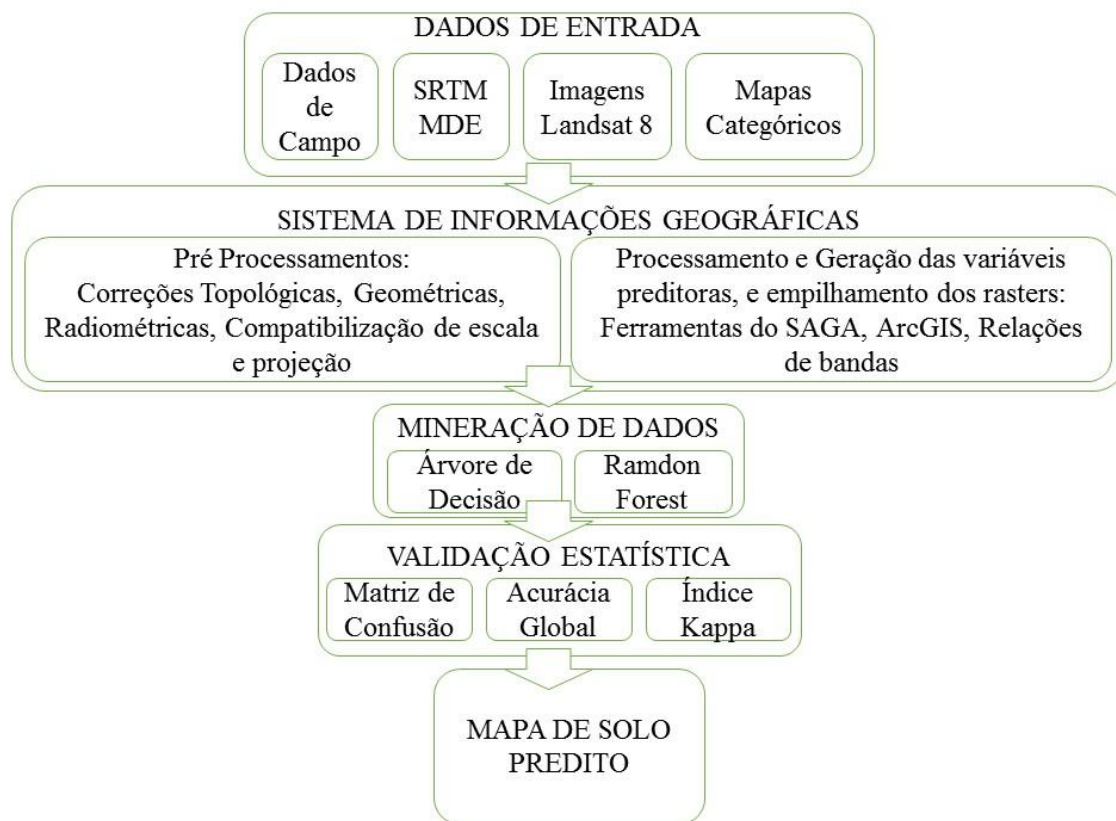 DADOS DE ENTRADA
Dados
de
Campo
SRTM
MDE
Imagens
Landsat 8
Mapas
Categóricos
SISTEMA DE INFORMAÇÕES GEOGRÁFICAS
Pré Processamentos:
Correções Topológicas, Geométricas,
Radiométricas, Compatibilização de escala
e projeção
Processamento e Geração das variáveis
preditoras, e empilhamento dos rasters:
Ferramentas do SAGA, ArcGIS, Relações
de bandas
MINERAÇÃO DE DADOS
Árvore de
Decisão
Ramdon
Forest
VALIDAÇÃO ESTATÍSTICA
Matriz de
Confusão
Acurácia
Global
Índice
Kappa
MAPA DE SOLO
PREDITO